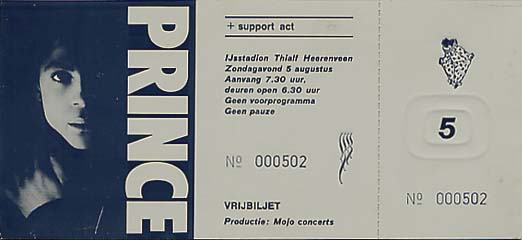 PRINCE
+ support act
IJsstadion Thialf Heerenveen
Zondagavond 5 augustus
Aanvang 7.30 uur,
deuren open 6.30 uur
Geen voorprogramma
Geen pauze
Nº 000502
VRIJBILJET
Productie: Mojo concerts
5
Nº 000502